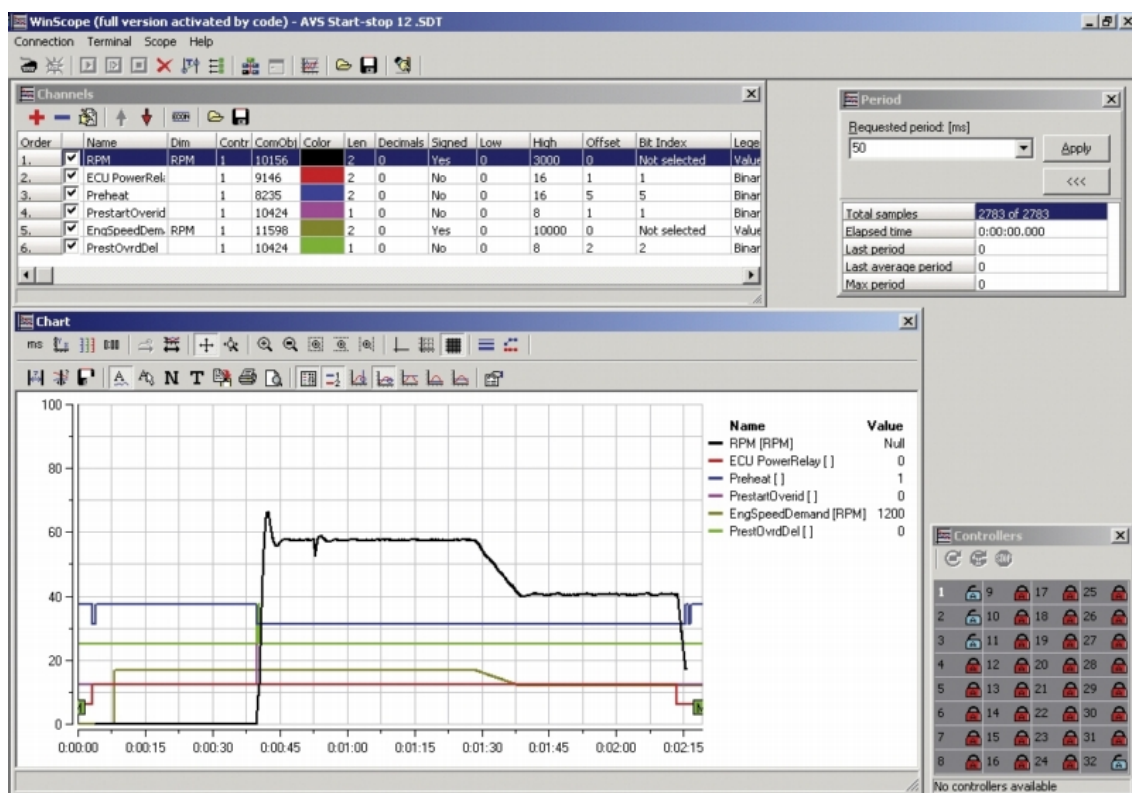 WinScope (full version activated by code) - AVS Start-stop 12 .SDT
Connection Terminal Scope Help
Channels
Order Name Dim Contr ComObj Color Len Decimals Signed Low High Offset Bit Index Lege
1. RPM RPM 1 10156 2 0 Yes 0 3000 0 Not selected Value
2. ECU PowerRela 1 9146 2 0 No 0 16 1 1 Binar
3. Preheat 1 8235 2 0 No 0 16 5 5 Binar
4. PrestartOverid 1 10424 1 0 No 0 8 1 1 Binar
5. EngSpeedDem RPM 1 11598 2 0 Yes 0 10000 0 Not selected Value
6. PrestOvrdDel 1 10424 1 0 No 0 8 2 2 Binar
Period
Requested period: [ms]
50
Apply
<<<
Total samples 2783 of 2783
Elapsed time 0:00:00.000
Last period 0
Last average period 0
Max period 0
Chart
ms
N T
100
80
60
40
20
0
0:00:00 0:00:15 0:00:30 0:00:45 0:01:00 0:01:15 0:01:30 0:01:45 0:02:00 0:02:15
Name Value
RPM [RPM] Null
ECU PowerRelay [ ] 0
Preheat [ ] 1
PrestartOverid [ ] 0
EngSpeedDemand [RPM] 1200
PrestOvrdDel [ ] 0
Controllers
1 9 17 25
2 10 18 26
3 11 19 27
4 12 20 28
5 13 21 29
6 14 22 30
7 15 23 31
8 16 24 32
No controllers available